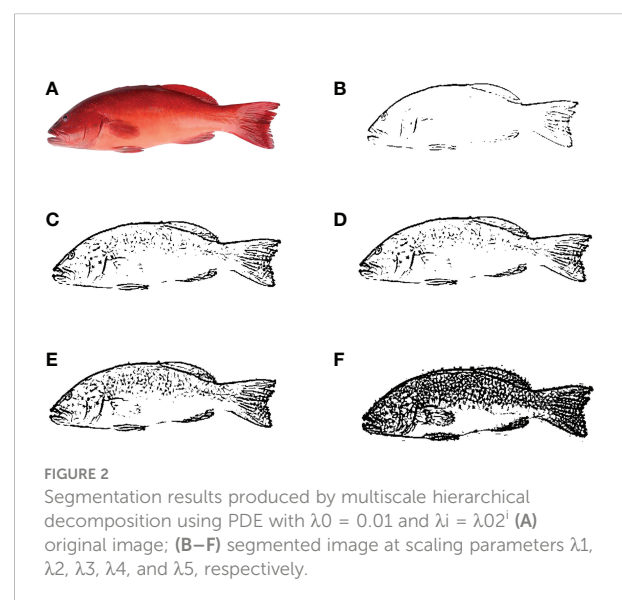 A
B
C
D
E
F
FIGURE 2
Segmentation results produced by multiscale hierarchical
decomposition using PDE with λ0 = 0.01 and λi = λ02ⁱ (A)
original image; (B–F) segmented image at scaling parameters λ1,
λ2, λ3, λ4, and λ5, respectively.